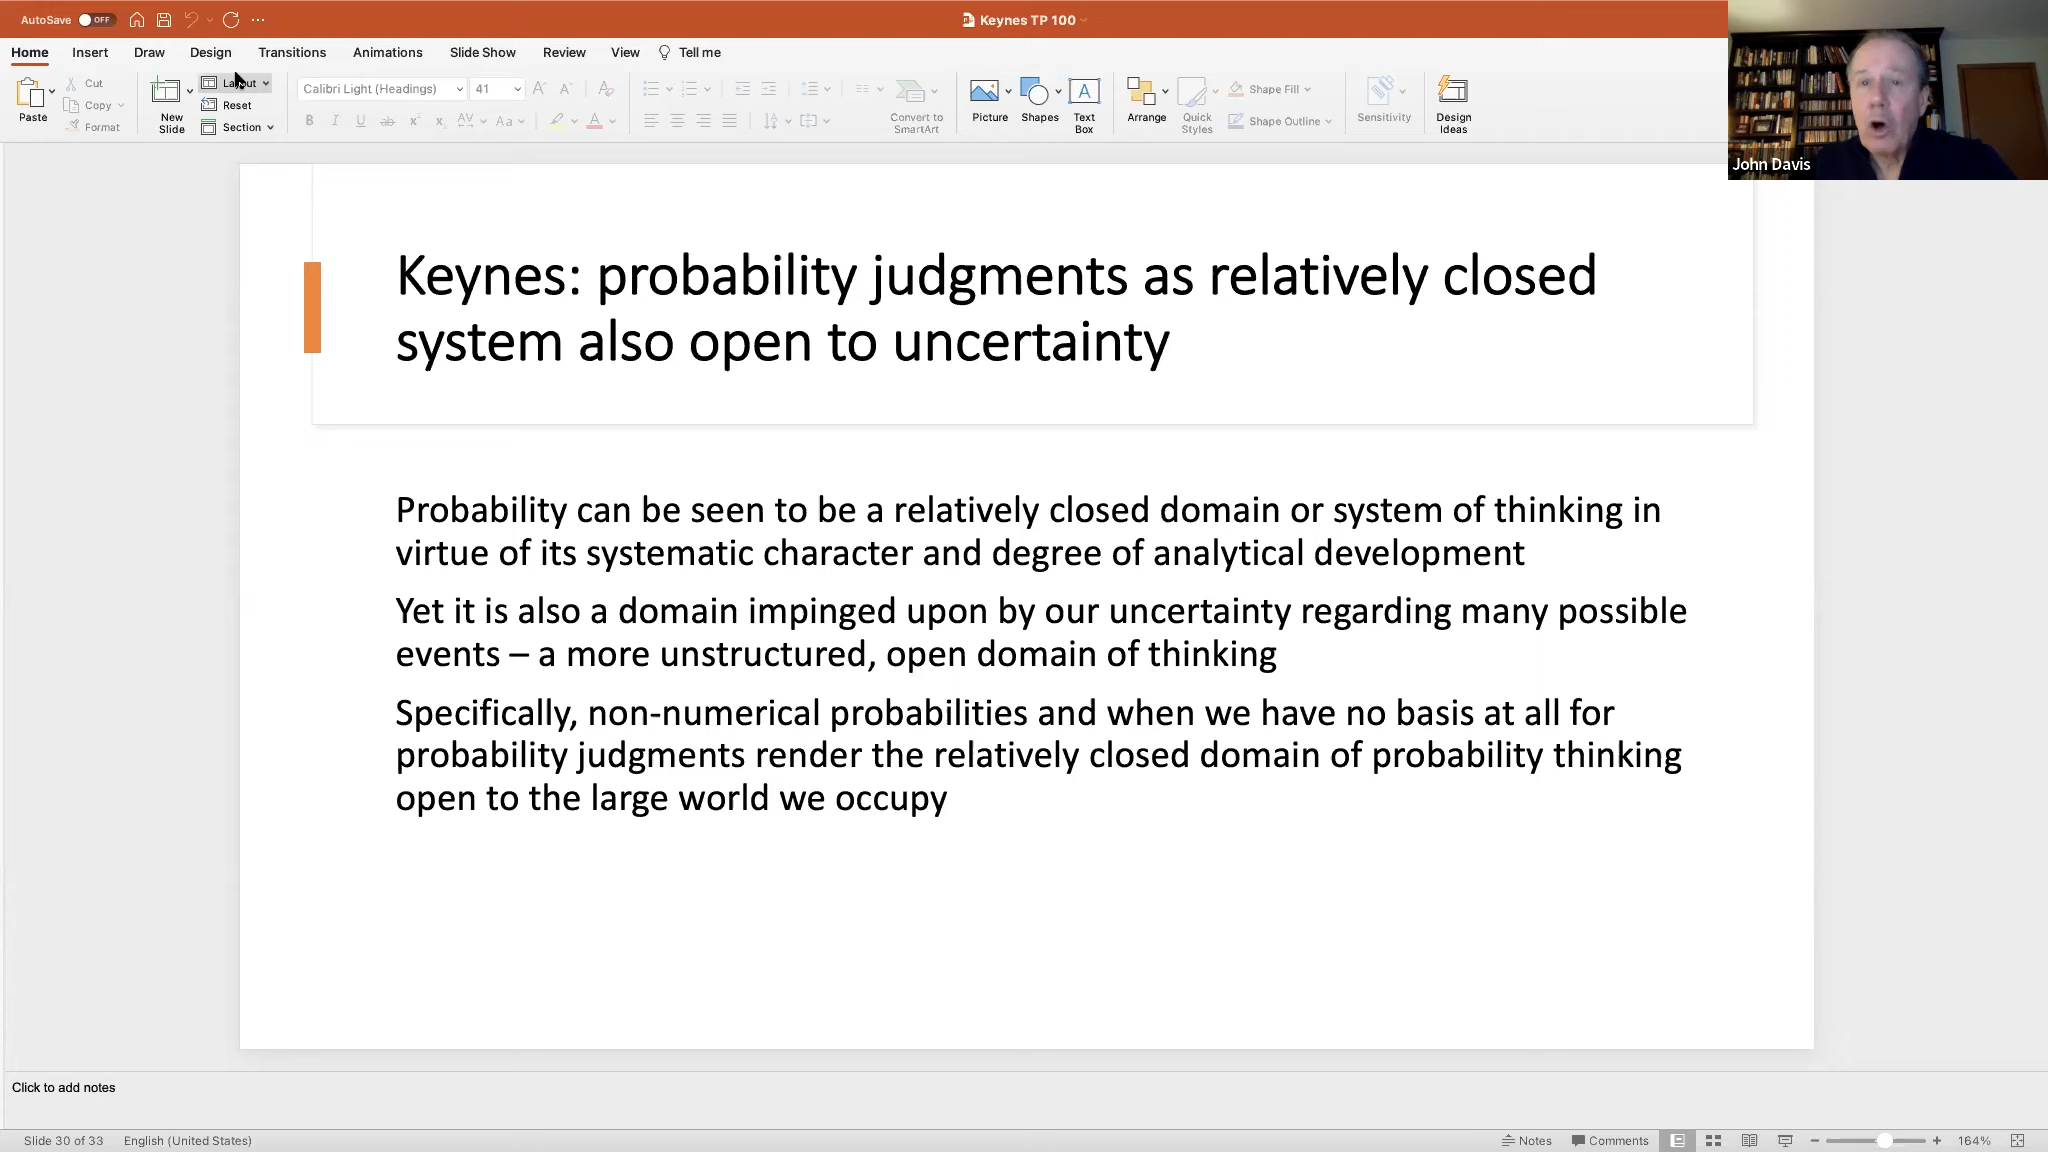 AutoSave OFF
Keynes TP 100
Home Insert Draw Design Transitions Animations Slide Show Review View Tell me
Paste
Cut
Copy
Format
New
Slide
Layout
Reset
Section
Calibri Light (Headings) 41
B I U ab x x AV Aa A
Convert to
SmartArt
Picture
Shapes
Text
Box
Arrange
Quick
Styles
Shape Fill
Shape Outline
Sensitivity
Design
Ideas
John Davis
Keynes: probability judgments as relatively closed
system also open to uncertainty
Probability can be seen to be a relatively closed domain or system of thinking in
virtue of its systematic character and degree of analytical development
Yet it is also a domain impinged upon by our uncertainty regarding many possible
events – a more unstructured, open domain of thinking
Specifically, non-numerical probabilities and when we have no basis at all for
probability judgments render the relatively closed domain of probability thinking
open to the large world we occupy
Click to add notes
Slide 30 of 33 English (United States) Notes Comments 164%